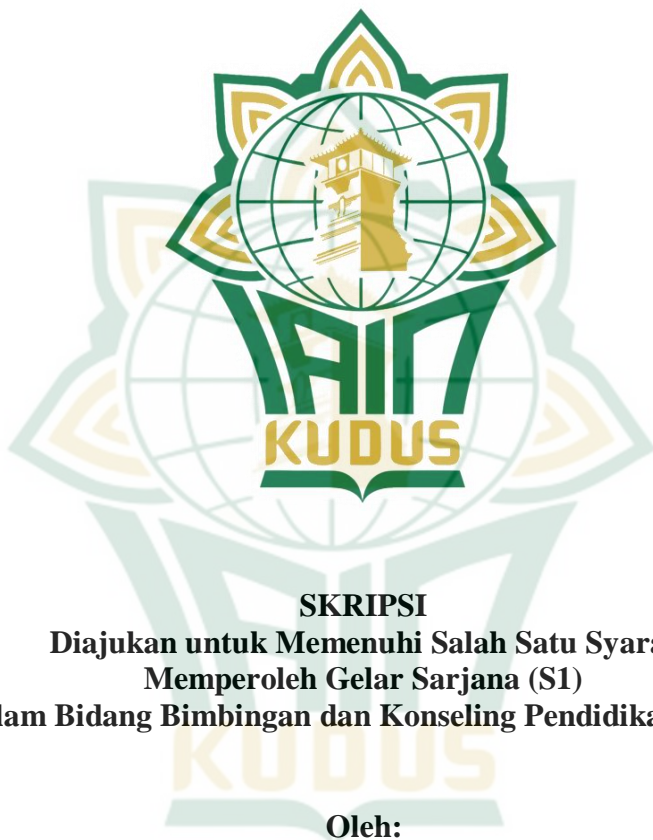 IAIN
KUDUS
SKRIPSI
Diajukan untuk Memenuhi Salah Satu Syara
Memperoleh Gelar Sarjana (S1)
lam Bidang Bimbingan dan Konseling Pendidika
Oleh: